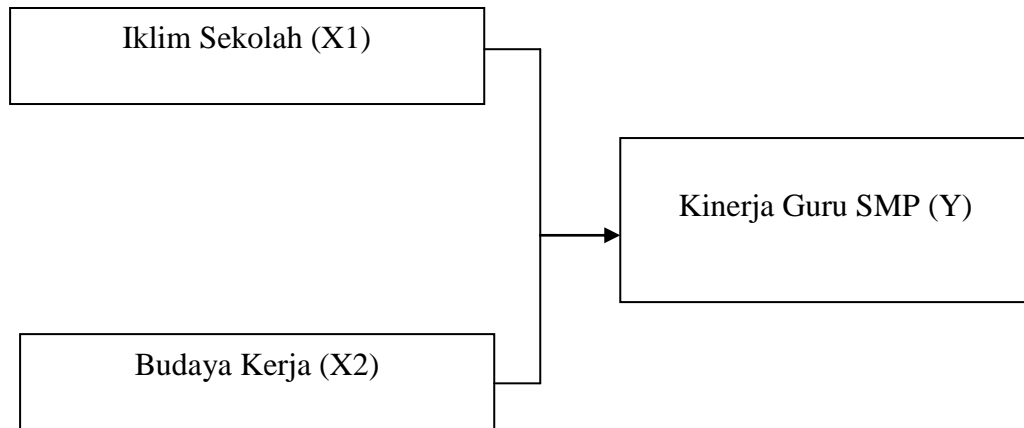 Iklim Sekolah (X1)
Kinerja Guru SMP (Y)
Budaya Kerja (X2)